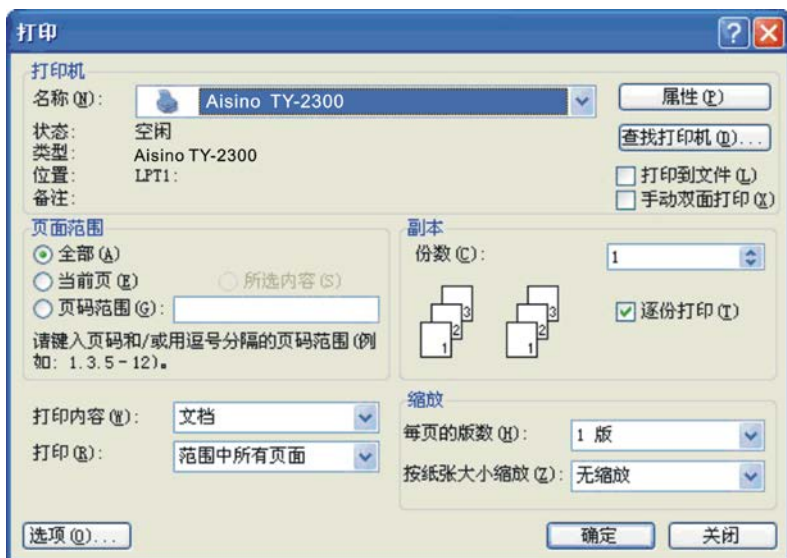 打印
打印机
名称(N): Aisino TY-2300 属性(P)
状态: 空闲 查找打印机(D)...
类型: Aisino TY-2300
位置: LPT1: 打印到文件(L)
备注: 手动双面打印(X)
页面范围
全部(A)
当前页(E) 所选内容(S)
页码范围(G):
请键入页码和/或用逗号分隔的页码范围(例
如: 1.3.5-12)。
副本
份数(C): 1
3 3
2 2
1 1
逐份打印(T)
打印内容(W): 文档
打印(R): 范围中所有页面
缩放
每页的版数(H): 1 版
按纸张大小缩放(Z): 无缩放
选项(O)... 确定 关闭